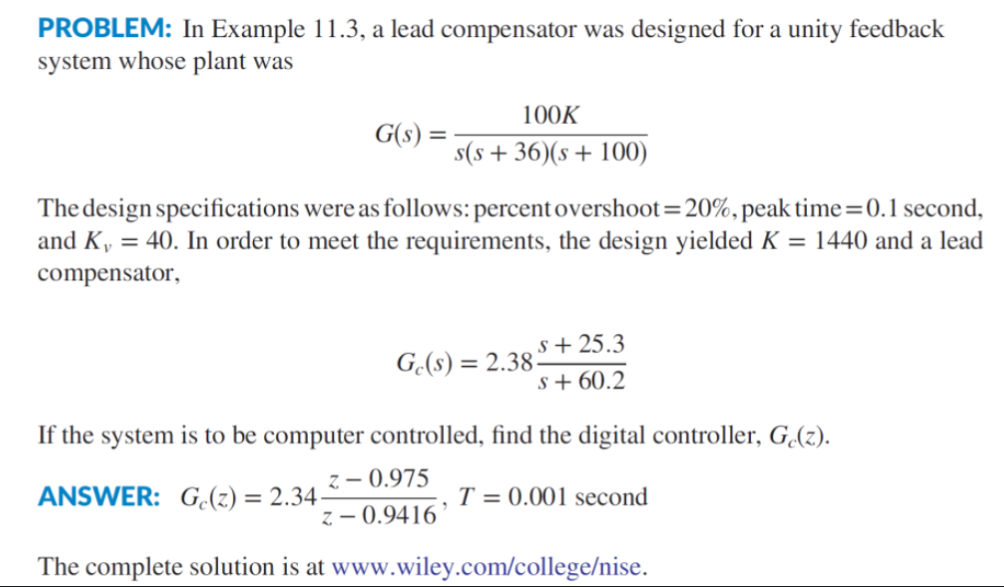 PROBLEM: In Example 11.3, a lead compensator was designed for a unity feedback
system whose plant was
G(s) = 100K / s(s + 36)(s + 100)
The design specifications were as follows: percent overshoot = 20%, peak time = 0.1 second,
and Kᵥ = 40. In order to meet the requirements, the design yielded K = 1440 and a lead
compensator,
G_c(s) = 2.38 (s + 25.3) / (s + 60.2)
If the system is to be computer controlled, find the digital controller, G_c(z).
ANSWER: G_c(z) = 2.34 (z − 0.975) / (z − 0.9416), T = 0.001 second
The complete solution is at www.wiley.com/college/nise.